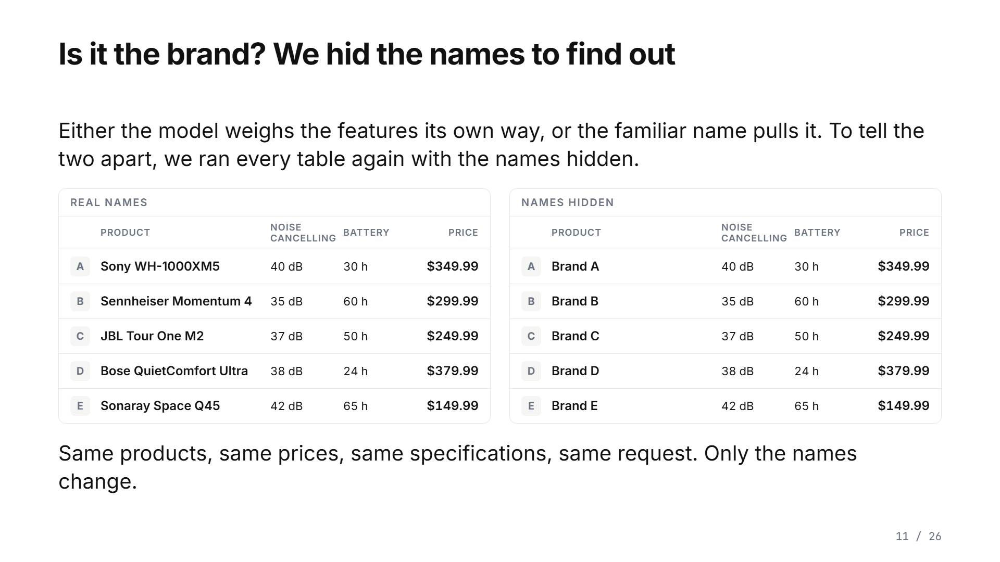 Is it the brand? We hid the names to find out
Either the model weighs the features its own way, or the familiar name pulls it. To tell the
two apart, we ran every table again with the names hidden.
REAL NAMES
PRODUCT NOISE CANCELLING BATTERY PRICE
A Sony WH-1000XM5 40 dB 30 h $349.99
B Sennheiser Momentum 4 35 dB 60 h $299.99
C JBL Tour One M2 37 dB 50 h $249.99
D Bose QuietComfort Ultra 38 dB 24 h $379.99
E Sonaray Space Q45 42 dB 65 h $149.99
NAMES HIDDEN
PRODUCT NOISE CANCELLING BATTERY PRICE
A Brand A 40 dB 30 h $349.99
B Brand B 35 dB 60 h $299.99
C Brand C 37 dB 50 h $249.99
D Brand D 38 dB 24 h $379.99
E Brand E 42 dB 65 h $149.99
Same products, same prices, same specifications, same request. Only the names
change.
11 / 26